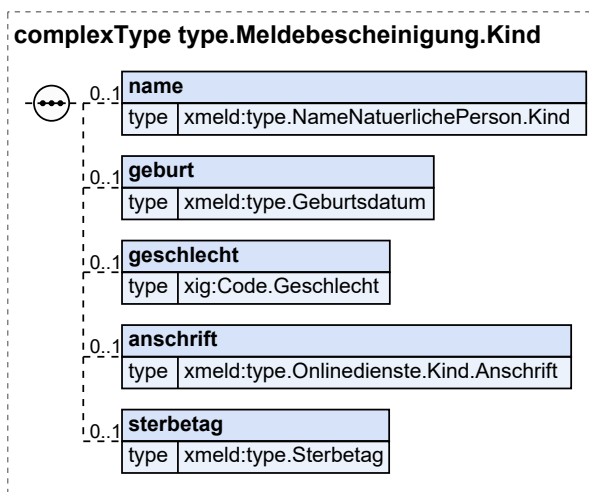 complexType type.Meldebescheinigung.Kind
0..1 name
type xmeld:type.NameNatuerlichePerson.Kind
0..1 geburt
type xmeld:type.Geburtsdatum
0..1 geschlecht
type xig:Code.Geschlecht
0..1 anschrift
type xmeld:type.Onlinedienste.Kind.Anschrift
0..1 sterbetag
type xmeld:type.Sterbetag